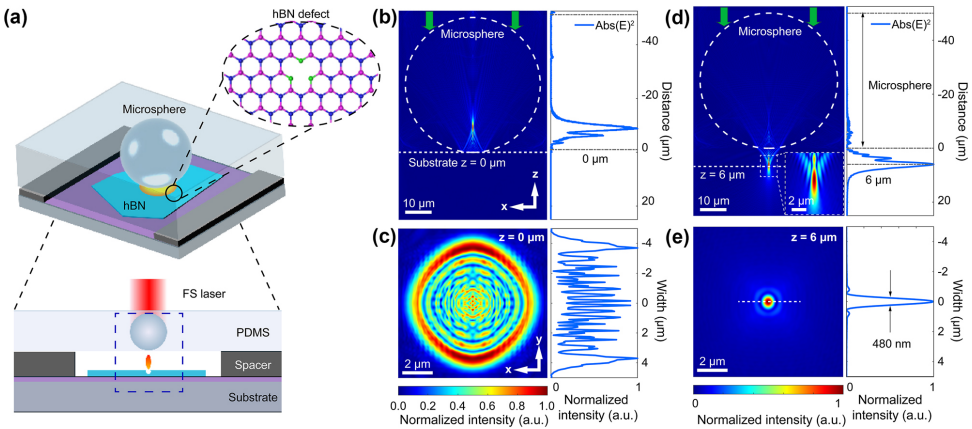 (a)
hBN defect
Microsphere
hBN
FS laser
PDMS
Spacer
Substrate
(b)
Microsphere
Substrate z = 0 μm
10 μm
z
x
Abs(E)²
0 μm
-40
-20
0
20
Distance (μm)
(c)
z = 0 μm
2 μm
y
x
-4
-2
0
2
4
Width (μm)
0.0 0.2 0.4 0.6 0.8 1.0
Normalized intensity (a.u.)
0 1
Normalized
intensity (a.u.)
(d)
Microsphere
z = 6 μm
10 μm
2 μm
Abs(E)²
Microsphere
6 μm
-40
-20
0
20
Distance (μm)
(e)
z = 6 μm
2 μm
480 nm
-4
-2
0
2
4
Width (μm)
0 1
Normalized intensity (a.u.)
0 1
Normalized
intensity (a.u.)